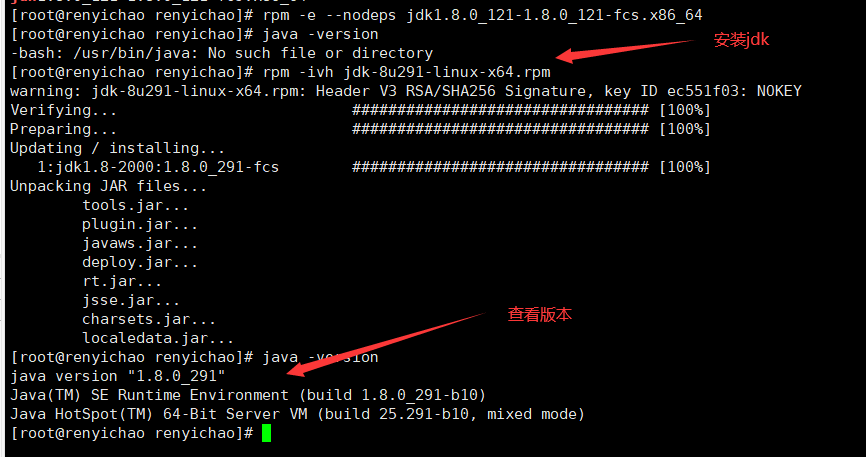 [root@renyichao renyichao]# rpm -e --nodeps jdk1.8.0_121-1.8.0_121-fcs.x86_64
[root@renyichao renyichao]# java -version
-bash: /usr/bin/java: No such file or directory
安装jdk
[root@renyichao renyichao]# rpm -ivh jdk-8u291-linux-x64.rpm
warning: jdk-8u291-linux-x64.rpm: Header V3 RSA/SHA256 Signature, key ID ec551f03: NOKEY
Verifying... ################################# [100%]
Preparing... ################################# [100%]
Updating / installing...
1:jdk1.8-2000:1.8.0_291-fcs ################################# [100%]
Unpacking JAR files...
tools.jar...
plugin.jar...
javaws.jar...
deploy.jar...
rt.jar...
jsse.jar...
charsets.jar...
localedata.jar...
查看版本
[root@renyichao renyichao]# java -version
java version "1.8.0_291"
Java(TM) SE Runtime Environment (build 1.8.0_291-b10)
Java HotSpot(TM) 64-Bit Server VM (build 25.291-b10, mixed mode)
[root@renyichao renyichao]#